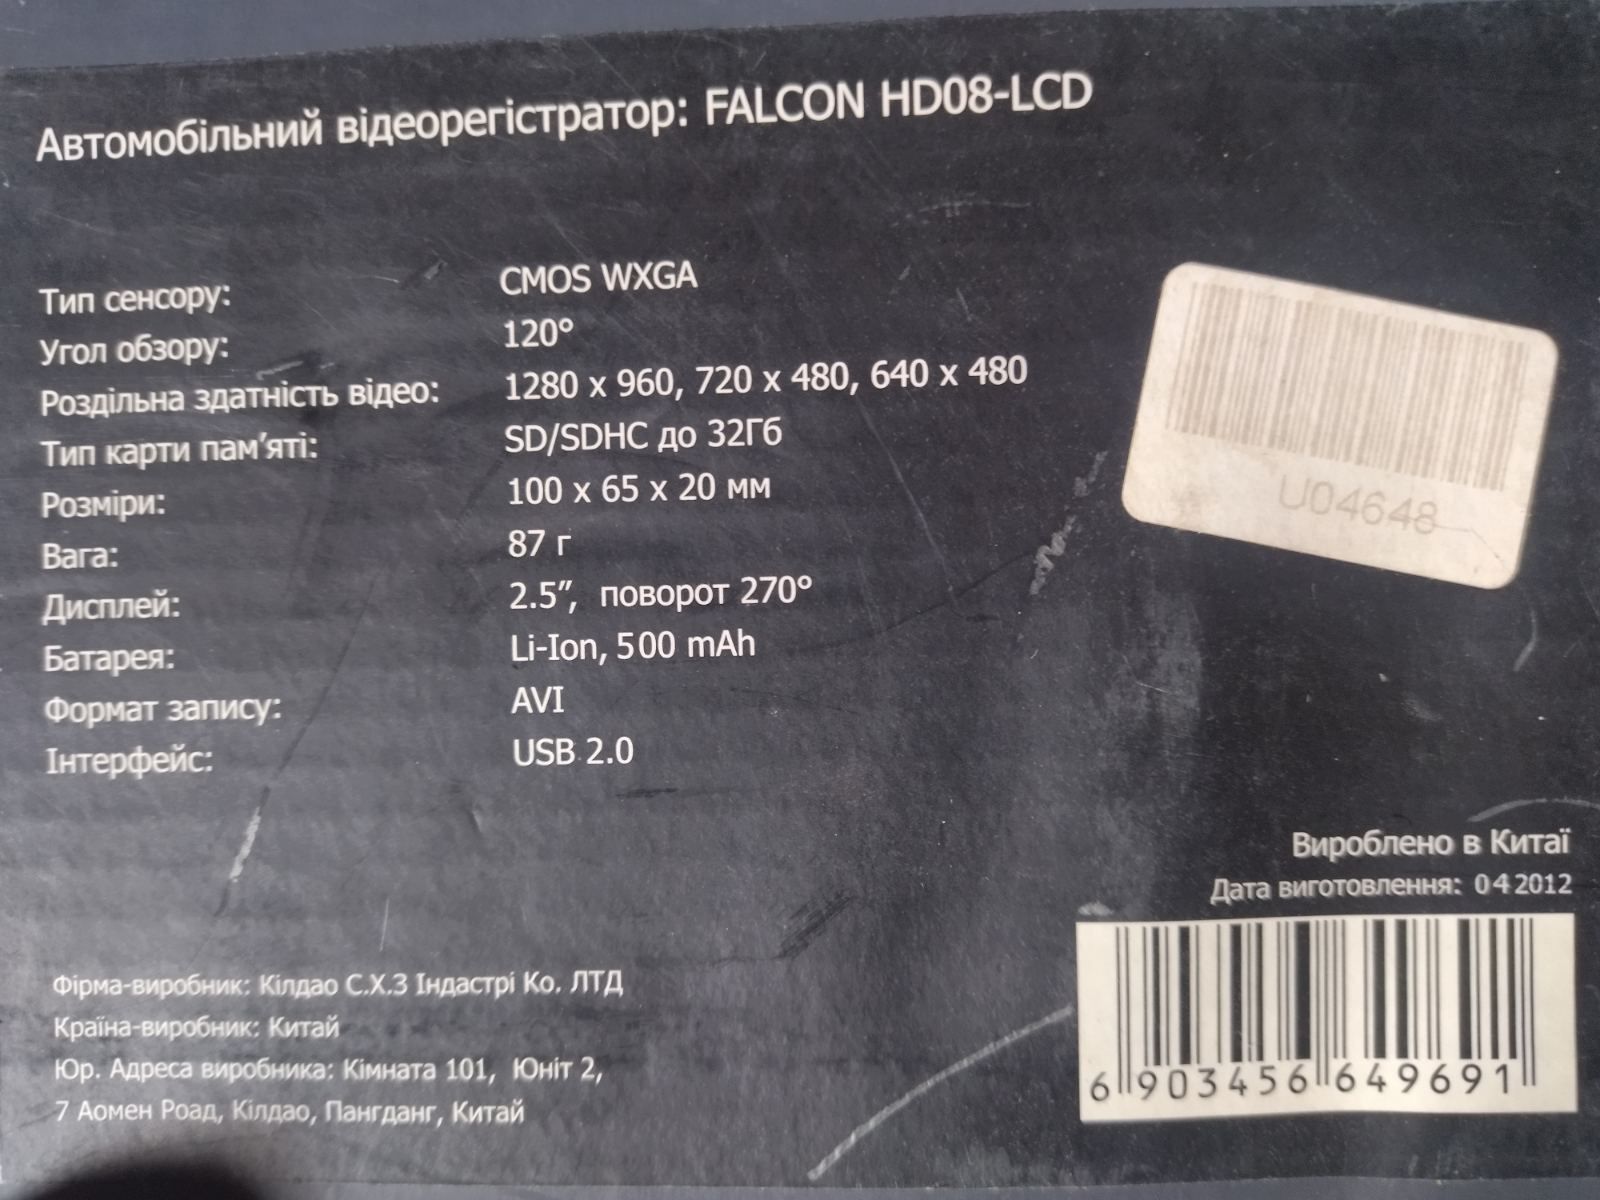 Автомобільний відеорегістратор: FALCON HD08-LCD
Тип сенсору: CMOS WXGA
Угол обзору: 120°
Роздільна здатність відео: 1280 x 960, 720 x 480, 640 x 480
Тип карти пам'яті: SD/SDHC до 32Гб
Розміри: 100 x 65 x 20 мм
Вага: 87 г
Дисплей: 2.5", поворот 270°
Батарея: Li-Ion, 500 mAh
Формат запису: AVI
Інтерфейс: USB 2.0
U04648
Вироблено в Китаї
Дата виготовлення: 04 2012
6 903456 649691
Фірма-виробник: Кілдао С.Х.З Індастрі Ко. ЛТД
Країна-виробник: Китай
Юр. Адреса виробника: Кімната 101, Юніт 2,
7 Аомен Роад, Кілдао, Пангданг, Китай